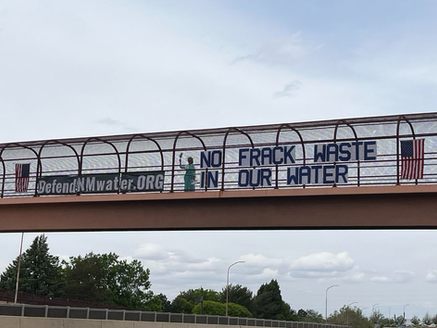 DefendNMwater.ORG
NO FRACK WASTE
IN OUR WATER